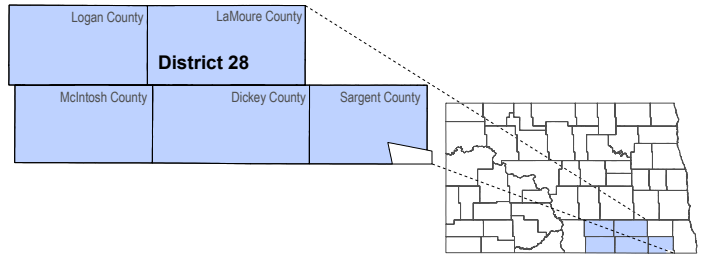 Logan County
LaMoure County
District 28
McIntosh County
Dickey County
Sargent County